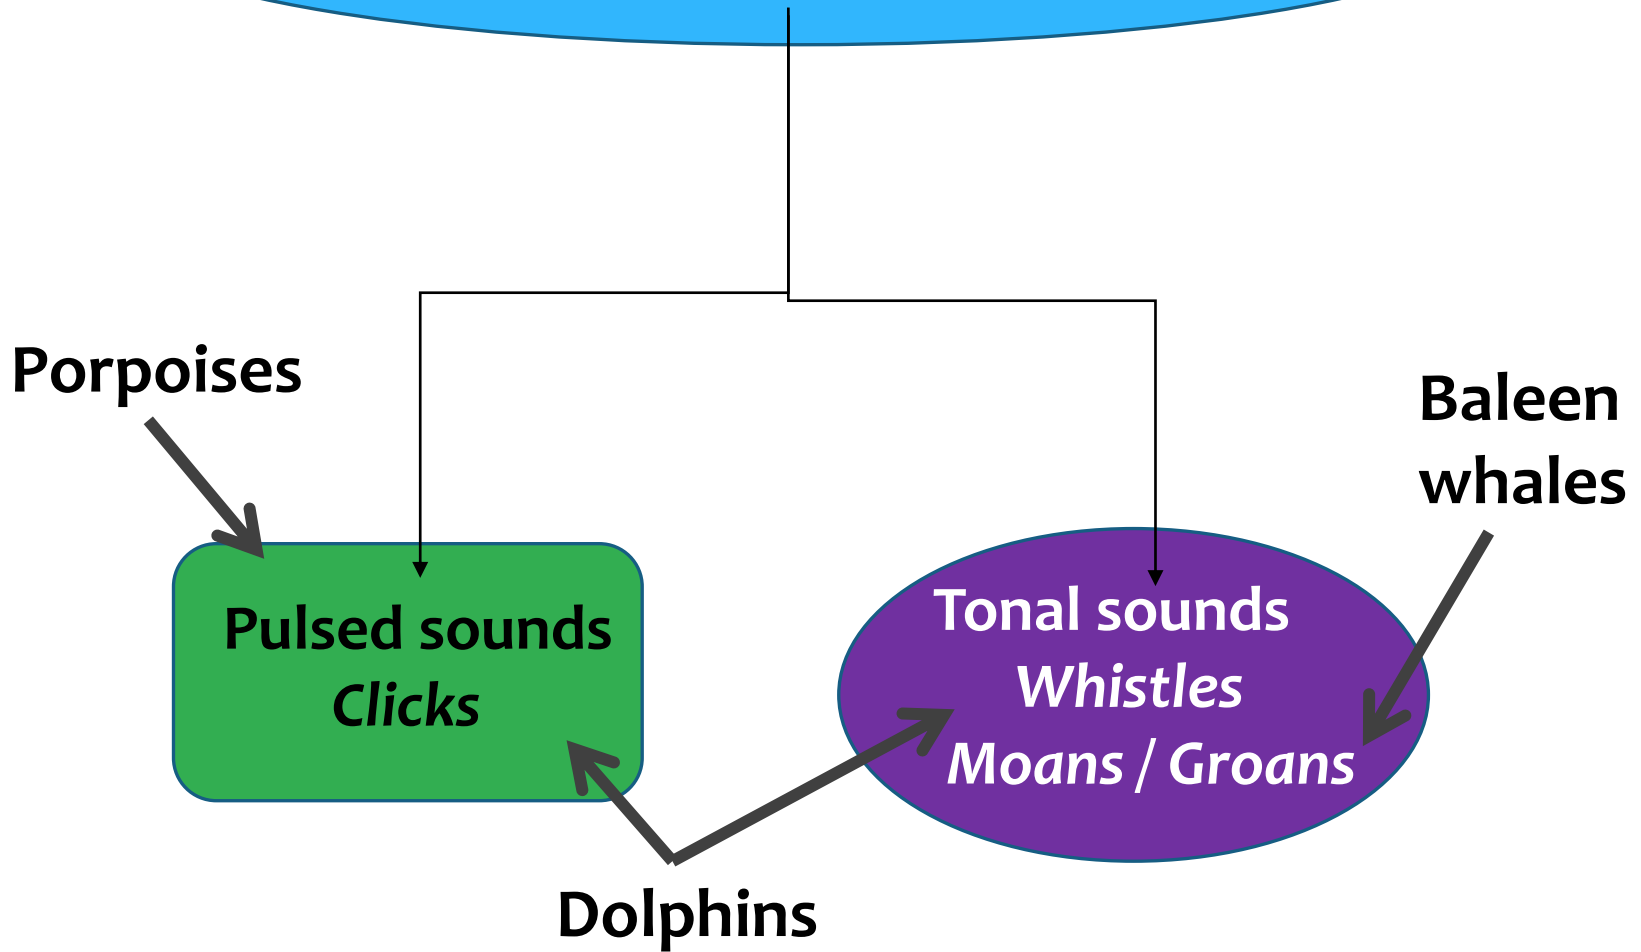 Porpoises
Baleen
whales
Pulsed sounds
Clicks
Tonal sounds
Whistles
Moans / Groans
Dolphins